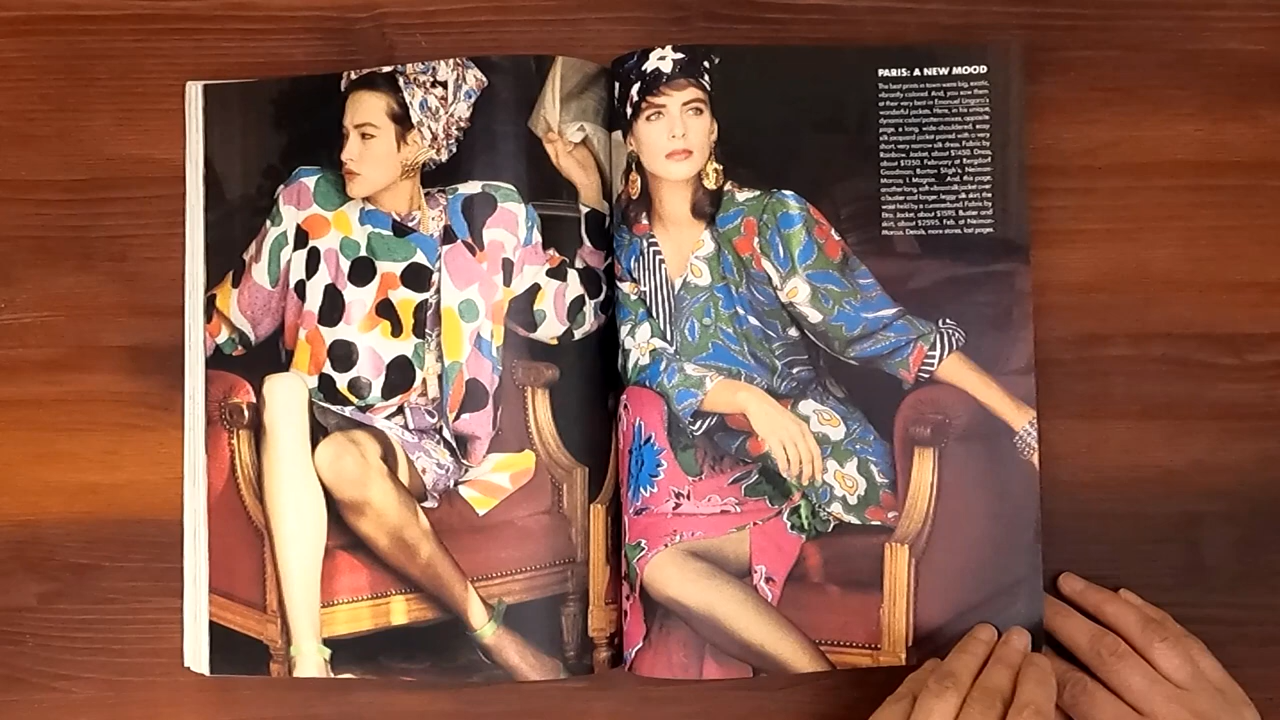 PARIS: A NEW MOOD
The best prints in town were big, exotic,
vibrantly colored. And, you saw them
at their very best in Emanuel Ungaro's
wonderful jackets. Here, in his unique,
dynamic color/pattern mixes, opposite
page, a long, wide-shouldered, easy
silk jacquard jacket paired with a very
short, very narrow silk dress. Fabric by
Rainbow. Jacket, about $1450. Dress,
about $1250. February at Bergdorf
Goodman; Barton Sligh's; Neiman-
Marcus; I. Magnin. . . . And, this page,
another long, soft vibrant silk jacket over
a bustier and longer, leggy silk skirt, the
waist held by a cummerbund. Fabric by
Etro. Jacket, about $1595. Bustier and
skirt, about $2595. Feb. at Neiman-
Marcus. Details, more stores, last pages.